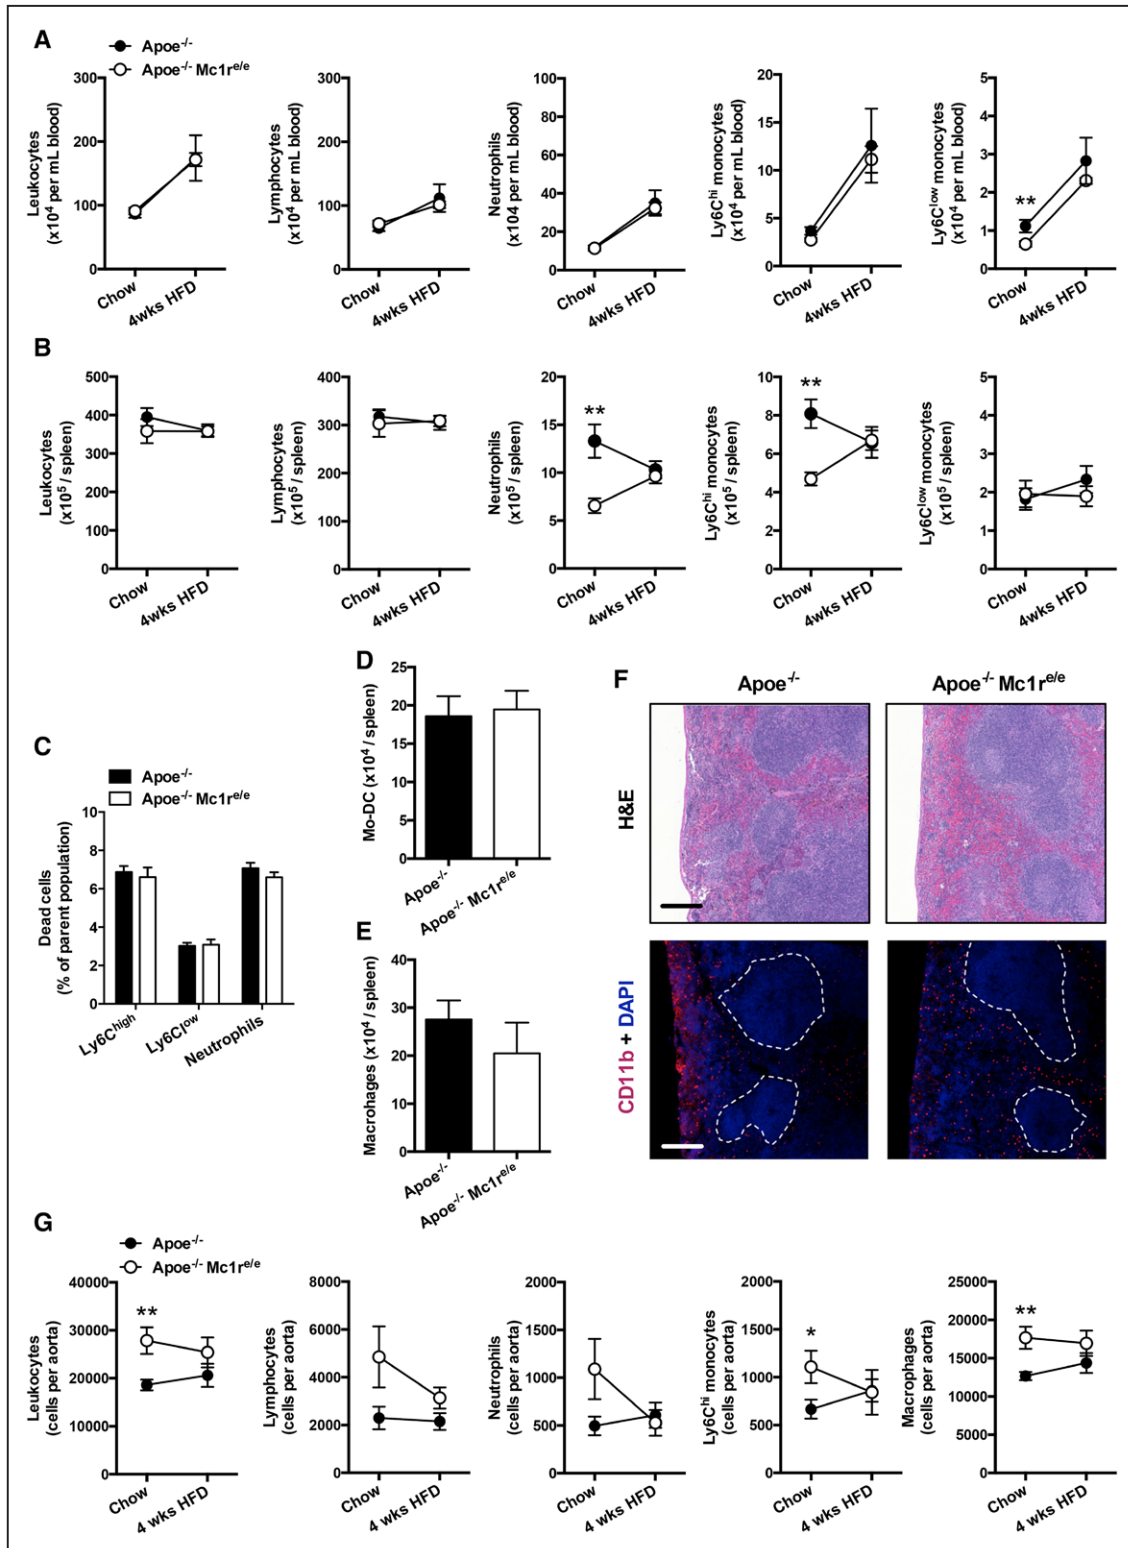 A
Apoe-/-
Apoe-/- Mc1re/e
Leukocytes
(x10⁴ per mL blood)
300
200
100
0
Chow
4wks HFD
Lymphocytes
(x10⁴ per mL blood)
300
200
100
0
Chow
4wks HFD
Neutrophils
(x104 per mL blood)
100
80
60
40
20
0
Chow
4wks HFD
Ly6Chi monocytes
(x10⁴ per mL blood)
20
15
10
5
0
Chow
4wks HFD
Ly6Clow monocytes
(x10⁴ per mL blood)
5
4
3
2
1
0
**
Chow
4wks HFD
B
Leukocytes
(x10⁵ / spleen)
500
400
300
200
100
0
Chow
4wks HFD
Lymphocytes
(x10⁵ / spleen)
400
300
200
100
0
Chow
4wks HFD
Neutrophils
(x10⁵ / spleen)
20
15
10
5
0
**
Chow
4wks HFD
Ly6Chi monocytes
(x10⁵ / spleen)
10
8
6
4
2
0
**
Chow
4wks HFD
Ly6Clow monocytes
(x10⁵ / spleen)
5
4
3
2
1
0
Chow
4wks HFD
C
Apoe-/-
Apoe-/- Mc1re/e
Dead cells
(% of parent population)
10
8
6
4
2
0
Ly6Chigh
Ly6Clow
Neutrophils
D
Mo-DC (x10⁴ / spleen)
25
20
15
10
5
0
Apoe-/-
Apoe-/- Mc1re/e
E
Macrohages (x10⁴ / spleen)
40
30
20
10
0
Apoe-/-
Apoe-/- Mc1re/e
F
Apoe-/-
Apoe-/- Mc1re/e
H&E
CD11b + DAPI
G
Apoe-/-
Apoe-/- Mc1re/e
Leukocytes
(cells per aorta)
40000
30000
20000
10000
0
**
Chow
4 wks HFD
Lymphocytes
(cells per aorta)
8000
6000
4000
2000
0
Chow
4 wks HFD
Neutrophils
(cells per aorta)
2000
1500
1000
500
0
Chow
4 wks HFD
Ly6Chi monocytes
(cells per aorta)
2000
1500
1000
500
0
*
Chow
4 wks HFD
Macrophages
(cells per aorta)
25000
20000
15000
10000
5000
0
**
Chow
4 wks HFD